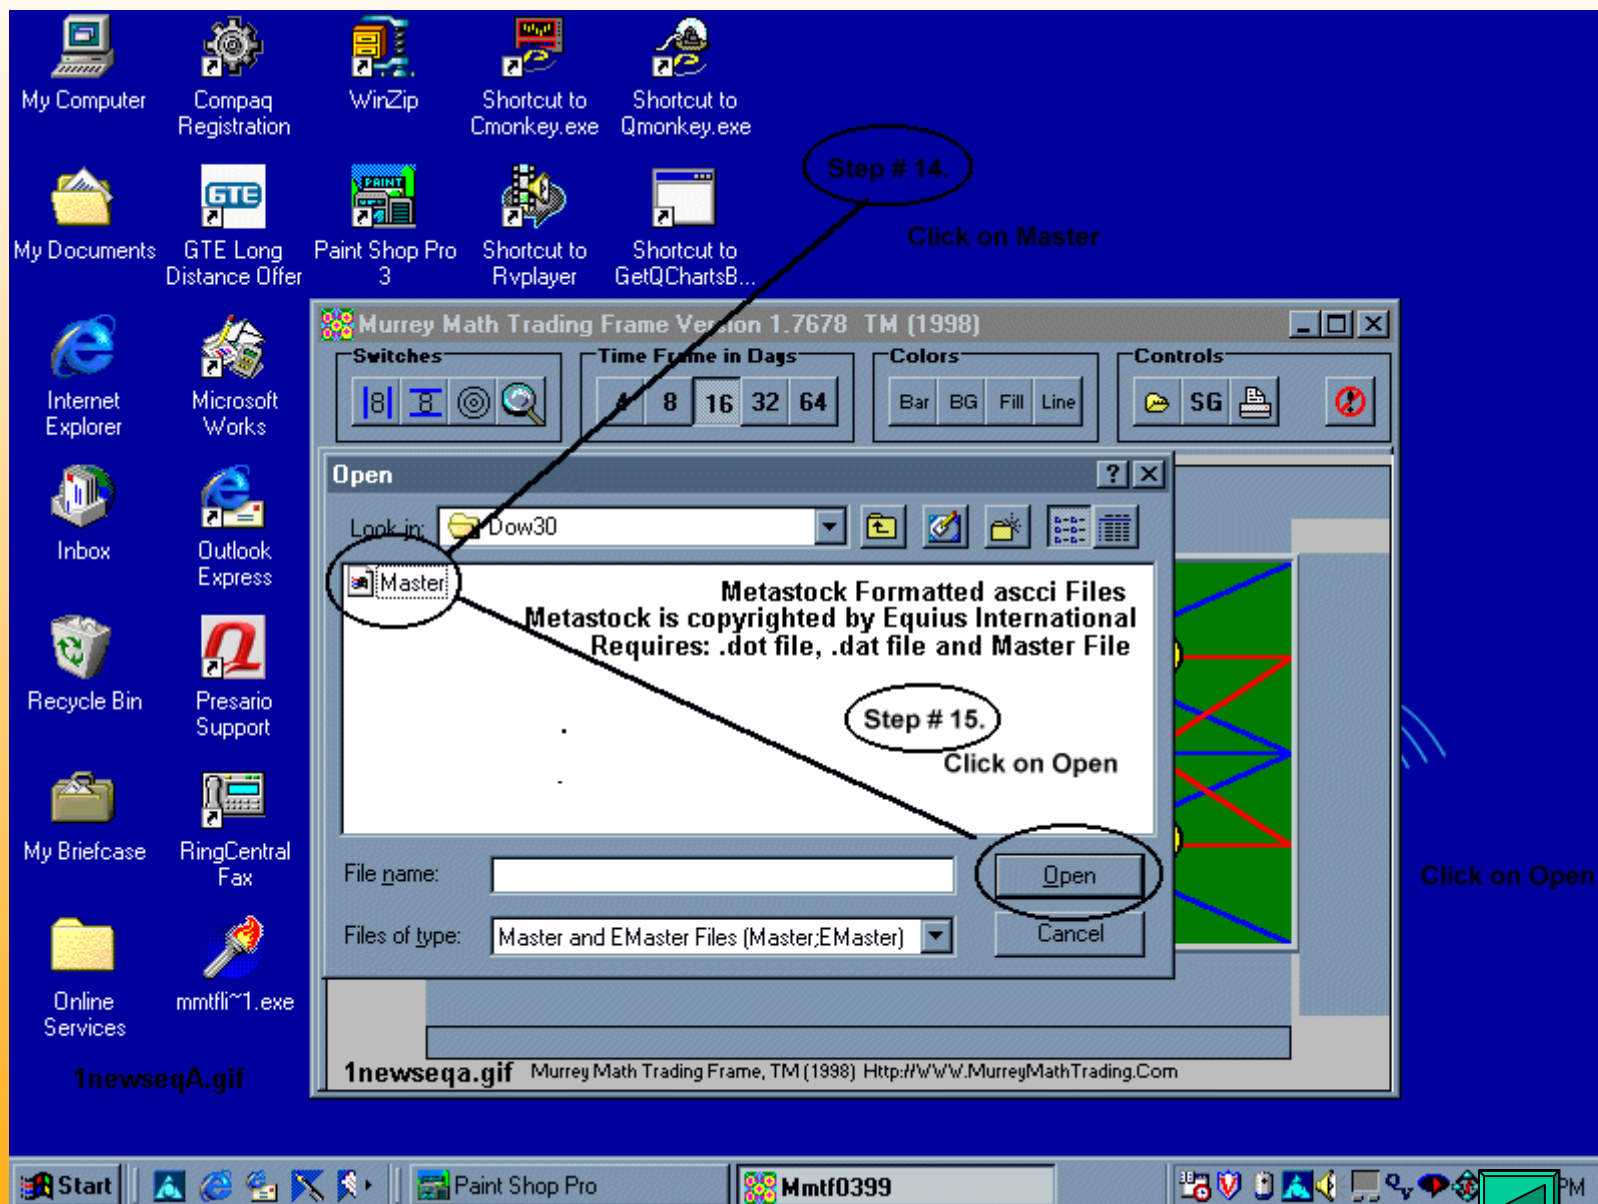 My Computer
Compaq
Registration
WinZip
Shortcut to
Cmonkey.exe
Shortcut to
Qmonkey.exe
Step # 14.
Click on Master
My Documents
GTE
GTE Long
Distance Offer
PAINT
Paint Shop Pro
3
Shortcut to
Rvplayer
Shortcut to
GetQChartsB...
Murrey Math Trading Frame Version 1.7678 TM (1998)
Switches
Time Frame in Days
Colors
Controls
8 8
4 8 16 32 64
Bar BG Fill Line
SG
Internet
Explorer
Microsoft
Works
Open
Look in: Dow30
Master
Metastock Formatted ascci Files
Metastock is copyrighted by Equius International
Requires: .dot file, .dat file and Master File
Step # 15.
Click on Open
Inbox
Outlook
Express
Recycle Bin
Presario
Support
My Briefcase
RingCentral
Fax
File name:
Open
Click on Open
Files of type: Master and EMaster Files (Master;EMaster)
Cancel
Online
Services
mmtfli~1.exe
1newseqA.gif
1newseqa.gif Murrey Math Trading Frame, TM (1998) Http://WWW.MurreyMathTrading.Com
Start
Paint Shop Pro
Mmtf0399
PM